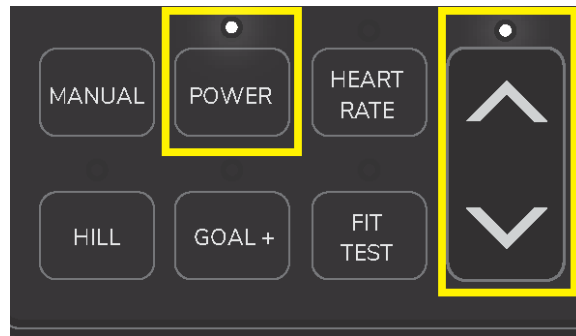 MANUAL
POWER
HEART
RATE
HILL
GOAL +
FIT
TEST